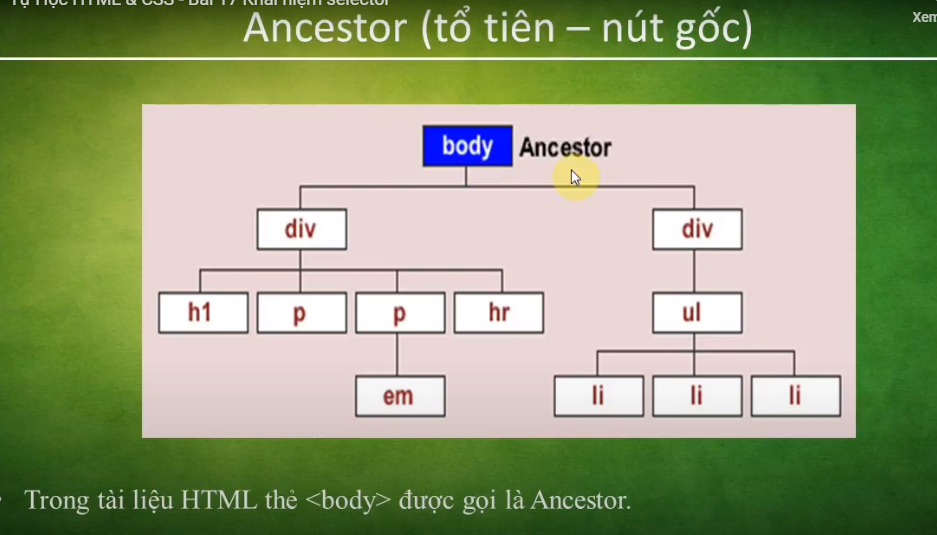 Tự Học HTML & CSS - Bài 17 Khái niệm selector
Xem
Ancestor (tổ tiên – nút gốc)
body Ancestor
div div
h1 p p hr ul
em li li li
Trong tài liệu HTML thẻ <body> được gọi là Ancestor.